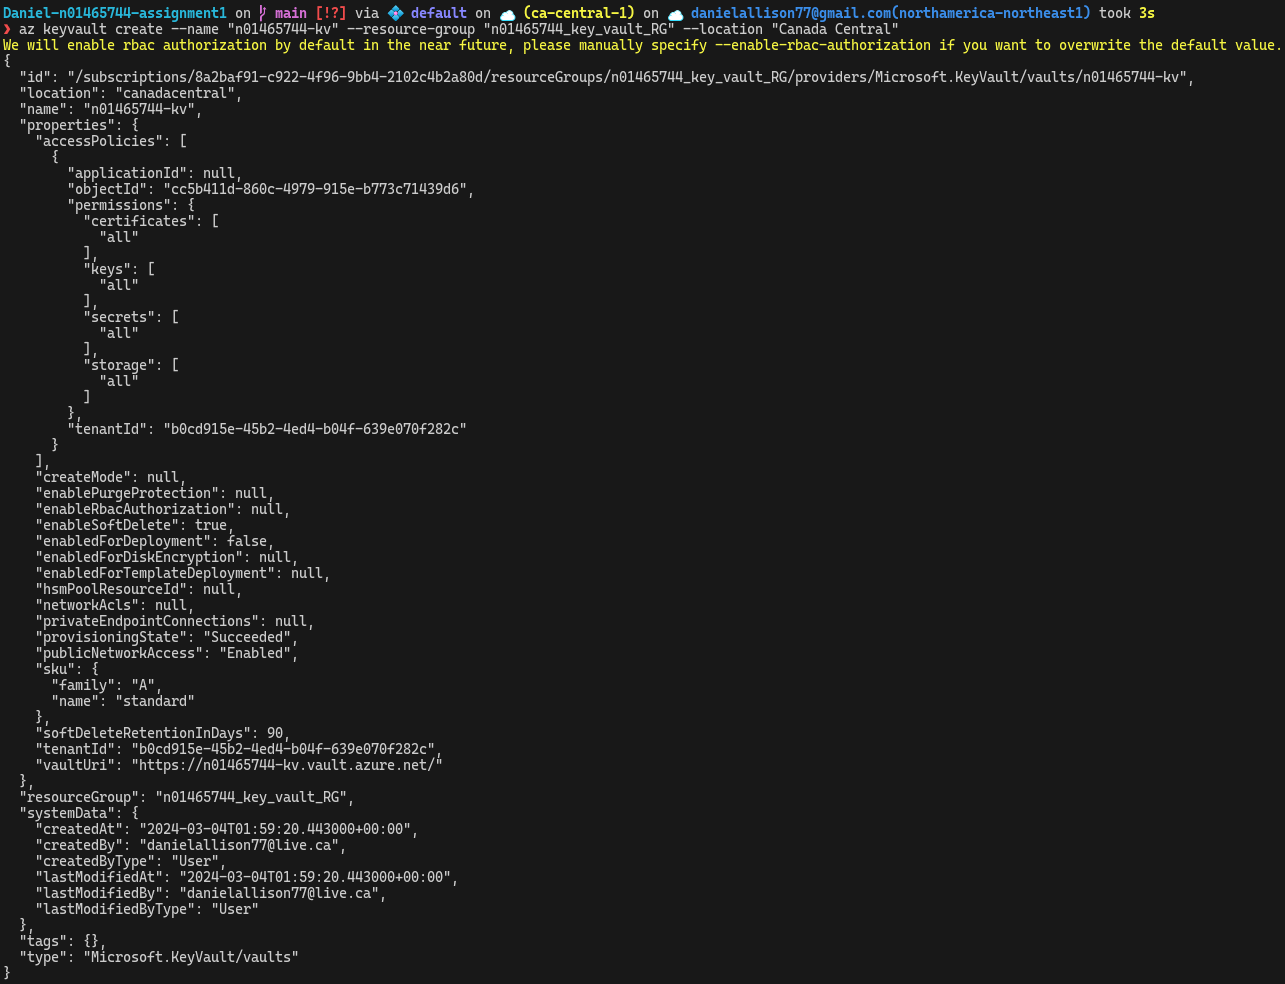 Daniel-n01465744-assignment1 on main [!?] via default on (ca-central-1) on danielallison77@gmail.com(northamerica-northeast1) took 3s
❯ az keyvault create --name "n01465744-kv" --resource-group "n01465744_key_vault_RG" --location "Canada Central"
We will enable rbac authorization by default in the near future, please manually specify --enable-rbac-authorization if you want to overwrite the default value.
{
  "id": "/subscriptions/8a2baf91-c922-4f96-9bb4-2102c4b2a80d/resourceGroups/n01465744_key_vault_RG/providers/Microsoft.KeyVault/vaults/n01465744-kv",
  "location": "canadacentral",
  "name": "n01465744-kv",
  "properties": {
    "accessPolicies": [
      {
        "applicationId": null,
        "objectId": "cc5b411d-860c-4979-915e-b773c71439d6",
        "permissions": {
          "certificates": [
            "all"
          ],
          "keys": [
            "all"
          ],
          "secrets": [
            "all"
          ],
          "storage": [
            "all"
          ]
        },
        "tenantId": "b0cd915e-45b2-4ed4-b04f-639e070f282c"
      }
    ],
    "createMode": null,
    "enablePurgeProtection": null,
    "enableRbacAuthorization": null,
    "enableSoftDelete": true,
    "enabledForDeployment": false,
    "enabledForDiskEncryption": null,
    "enabledForTemplateDeployment": null,
    "hsmPoolResourceId": null,
    "networkAcls": null,
    "privateEndpointConnections": null,
    "provisioningState": "Succeeded",
    "publicNetworkAccess": "Enabled",
    "sku": {
      "family": "A",
      "name": "standard"
    },
    "softDeleteRetentionInDays": 90,
    "tenantId": "b0cd915e-45b2-4ed4-b04f-639e070f282c",
    "vaultUri": "https://n01465744-kv.vault.azure.net/"
  },
  "resourceGroup": "n01465744_key_vault_RG",
  "systemData": {
    "createdAt": "2024-03-04T01:59:20.443000+00:00",
    "createdBy": "danielallison77@live.ca",
    "createdByType": "User",
    "lastModifiedAt": "2024-03-04T01:59:20.443000+00:00",
    "lastModifiedBy": "danielallison77@live.ca",
    "lastModifiedByType": "User"
  },
  "tags": {},
  "type": "Microsoft.KeyVault/vaults"
}